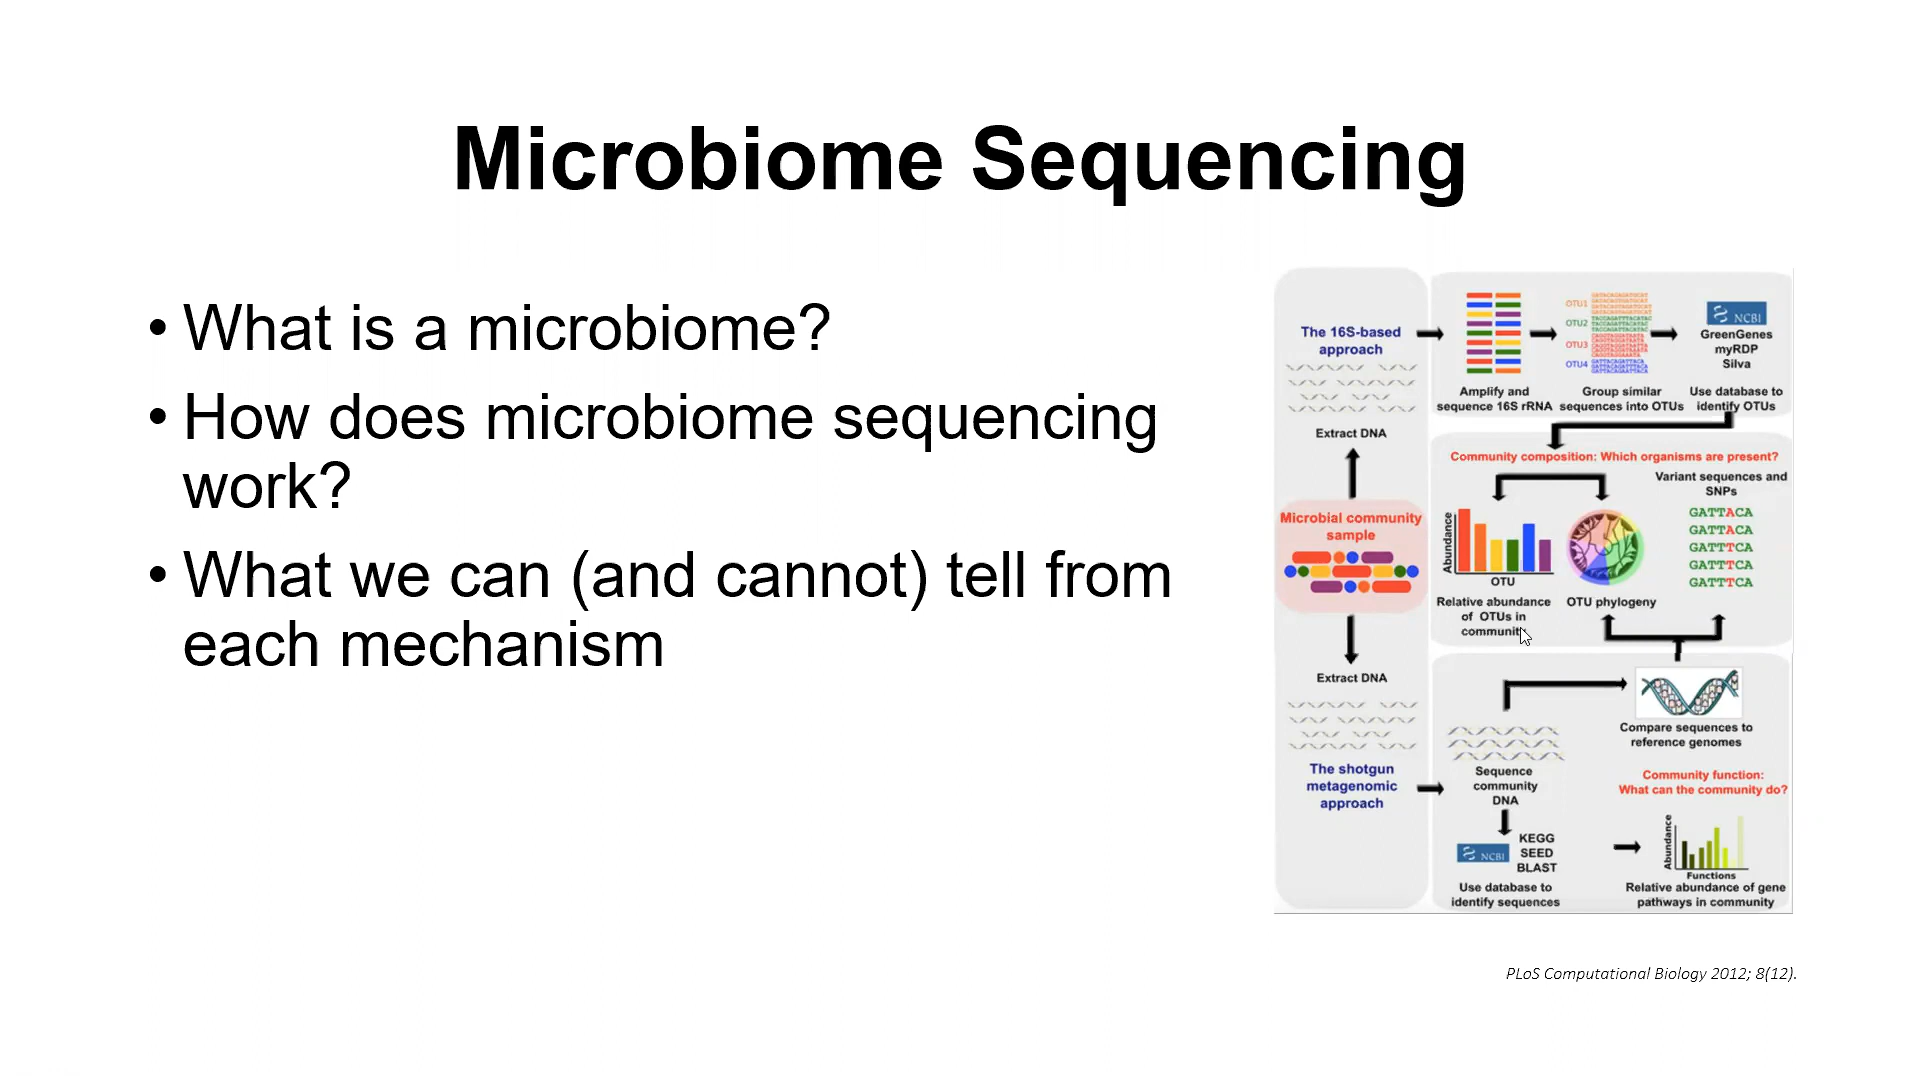 Microbiome Sequencing
• What is a microbiome?
• How does microbiome sequencing
work?
• What we can (and cannot) tell from
each mechanism
The 16S-based
approach
Extract DNA
Microbial community
sample
Extract DNA
The shotgun
metagenomic
approach
Amplify and
sequence 16S rRNA
OTU1
OTU2
OTU3
OTU4
Group similar
sequences into OTUs
NCBI
GreenGenes
myRDP
Silva
Use database to
identify OTUs
Community composition: Which organisms are present?
Abundance
OTU
Relative abundance
of OTUs in
community
OTU phylogeny
Variant sequences and
SNPs
GATTACA
GATTACA
GATTTCA
GATTTCA
GATTTCA
Sequence
community
DNA
NCBI
KEGG
SEED
BLAST
Use database to
identify sequences
Compare sequences to
reference genomes
Community function:
What can the community do?
Abundance
Functions
Relative abundance of gene
pathways in community
PLoS Computational Biology 2012; 8(12).